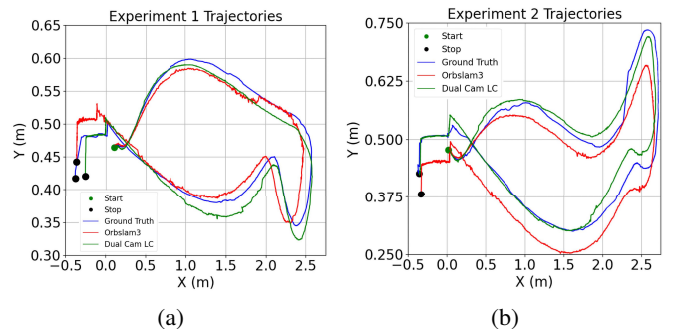 Experiment 1 Trajectories
0.65
0.60
0.55
0.50
0.45
0.40
0.35
0.30
Y (m)
Start
Stop
Ground Truth
Orbslam3
Dual Cam LC
−0.5 0.0 0.5 1.0 1.5 2.0 2.5
X (m)
(a)
Experiment 2 Trajectories
0.750
0.625
0.500
0.375
0.250
Y (m)
Start
Stop
Ground Truth
Orbslam3
Dual Cam LC
−0.5 0.0 0.5 1.0 1.5 2.0 2.5
X (m)
(b)